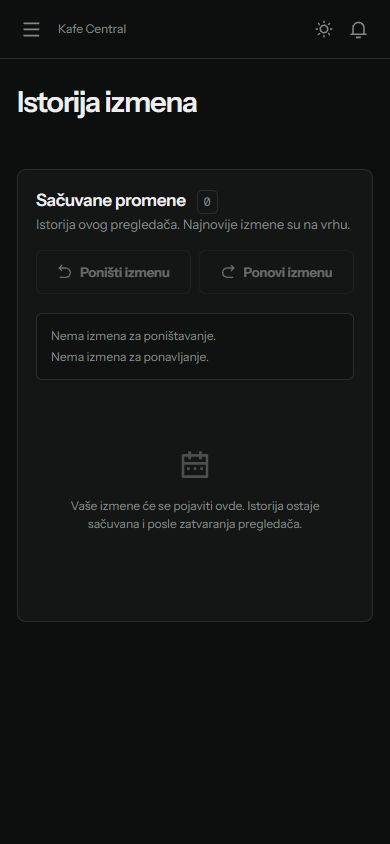 Kafe Central
Istorija izmena
Sačuvane promene 0
Istorija ovog pregledača. Najnovije izmene su na vrhu.
Poništi izmenu Ponovi izmenu
Nema izmena za poništavanje.
Nema izmena za ponavljanje.
Vaše izmene će se pojaviti ovde. Istorija ostaje
sačuvana i posle zatvaranja pregledača.